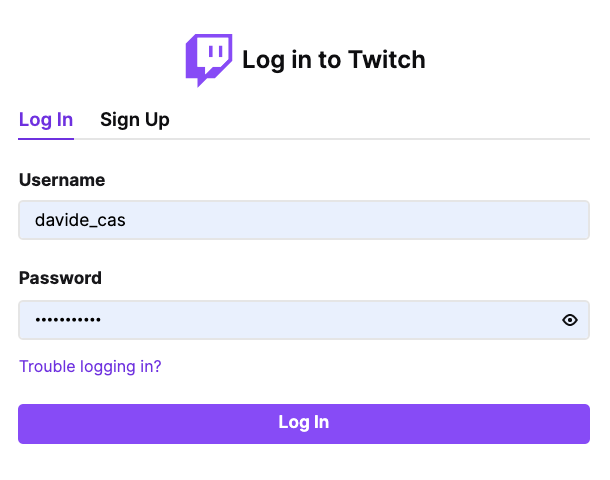 Log in to Twitch
Log In Sign Up
Username
davide_cas
Password
•••••••••••
Trouble logging in?
Log In